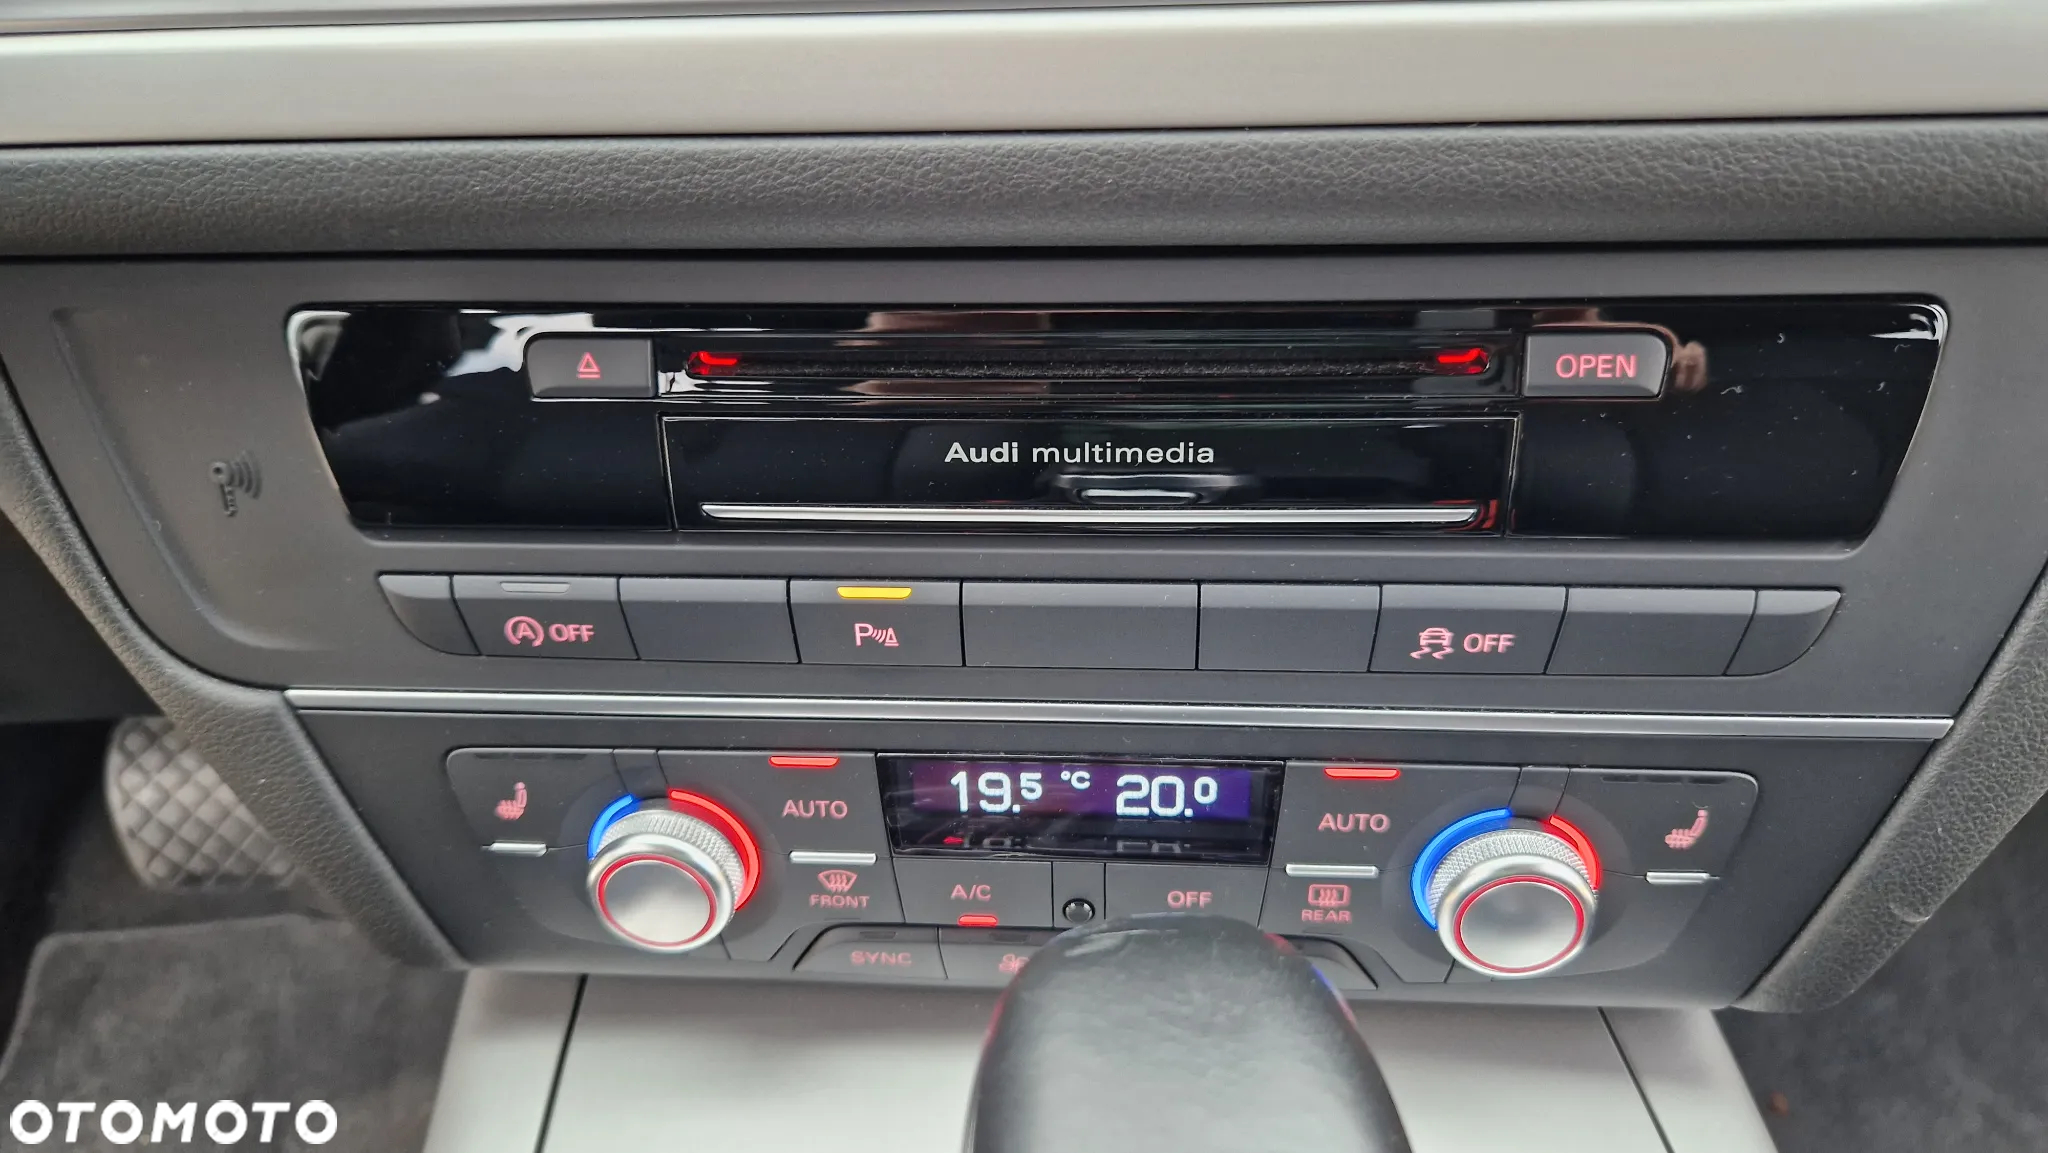 OPEN
Audi multimedia
A OFF
P
OFF
AUTO
19.5 °C 20.0
AUTO
FRONT
A/C
OFF
REAR
SYNC
OTOMOTO